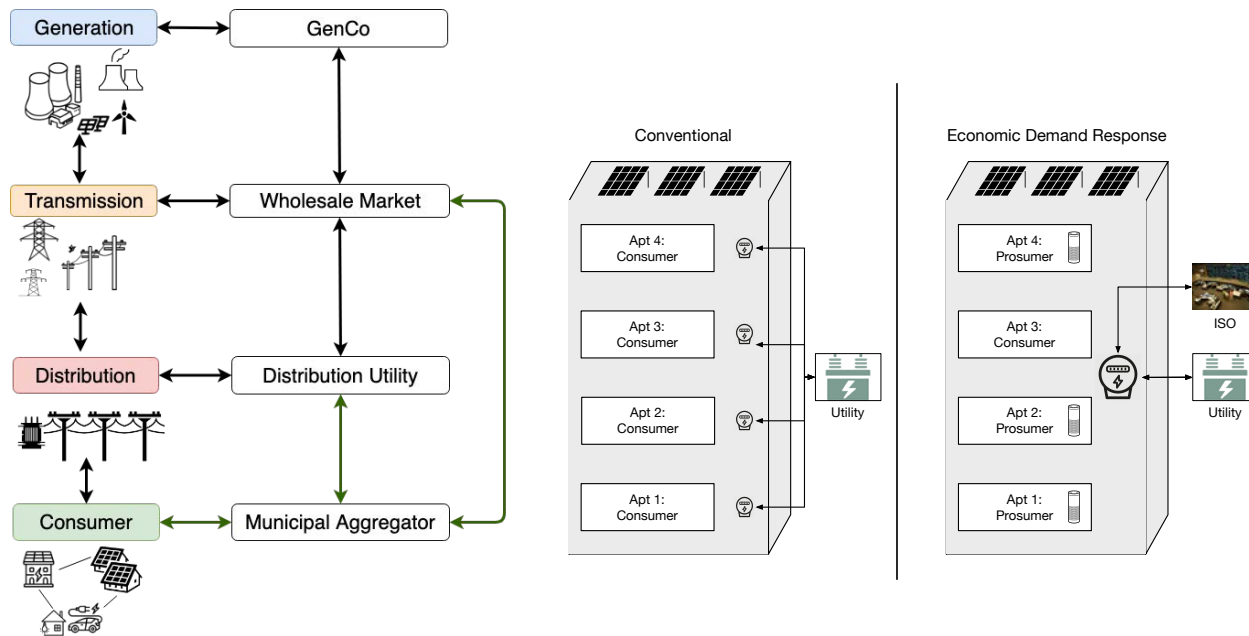 Generation
GenCo
Transmission
Wholesale Market
Distribution
Distribution Utility
Consumer
Municipal Aggregator
Conventional
Apt 4:
Consumer
Apt 3:
Consumer
Apt 2:
Consumer
Apt 1:
Consumer
Utility
Economic Demand Response
Apt 4:
Prosumer
Apt 3:
Consumer
Apt 2:
Prosumer
Apt 1:
Prosumer
ISO
Utility